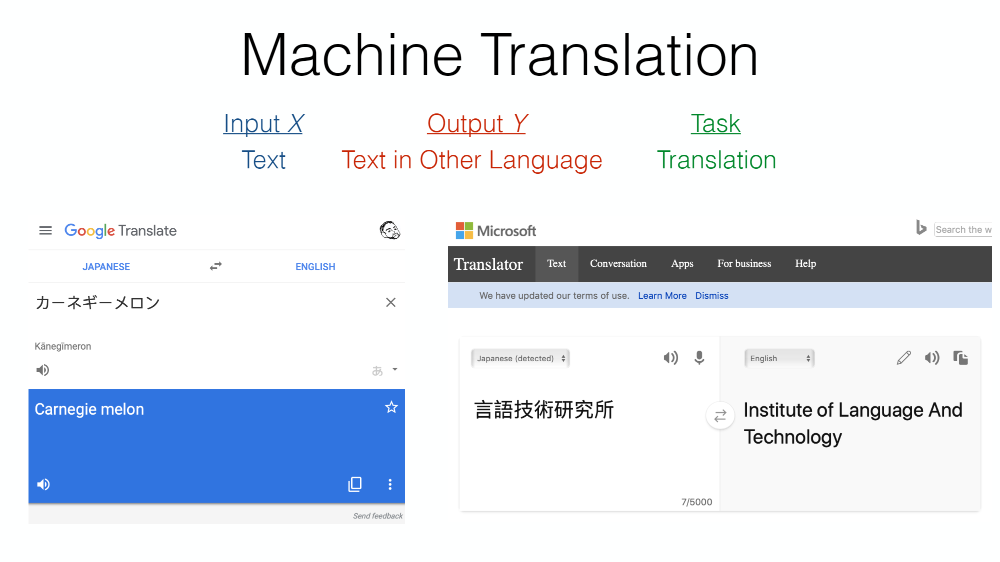 Machine Translation
Input X
Output Y
Task
Text
Text in Other Language
Translation
Google Translate
JAPANESE
ENGLISH
カーネギーメロン
Kānegīmeron
あ
Carnegie melon
Send feedback
Microsoft
Search the w
Translator
Text
Conversation
Apps
For business
Help
We have updated our terms of use. Learn More Dismiss
Japanese (detected)
English
言語技術研究所
Institute of Language And
Technology
7/5000